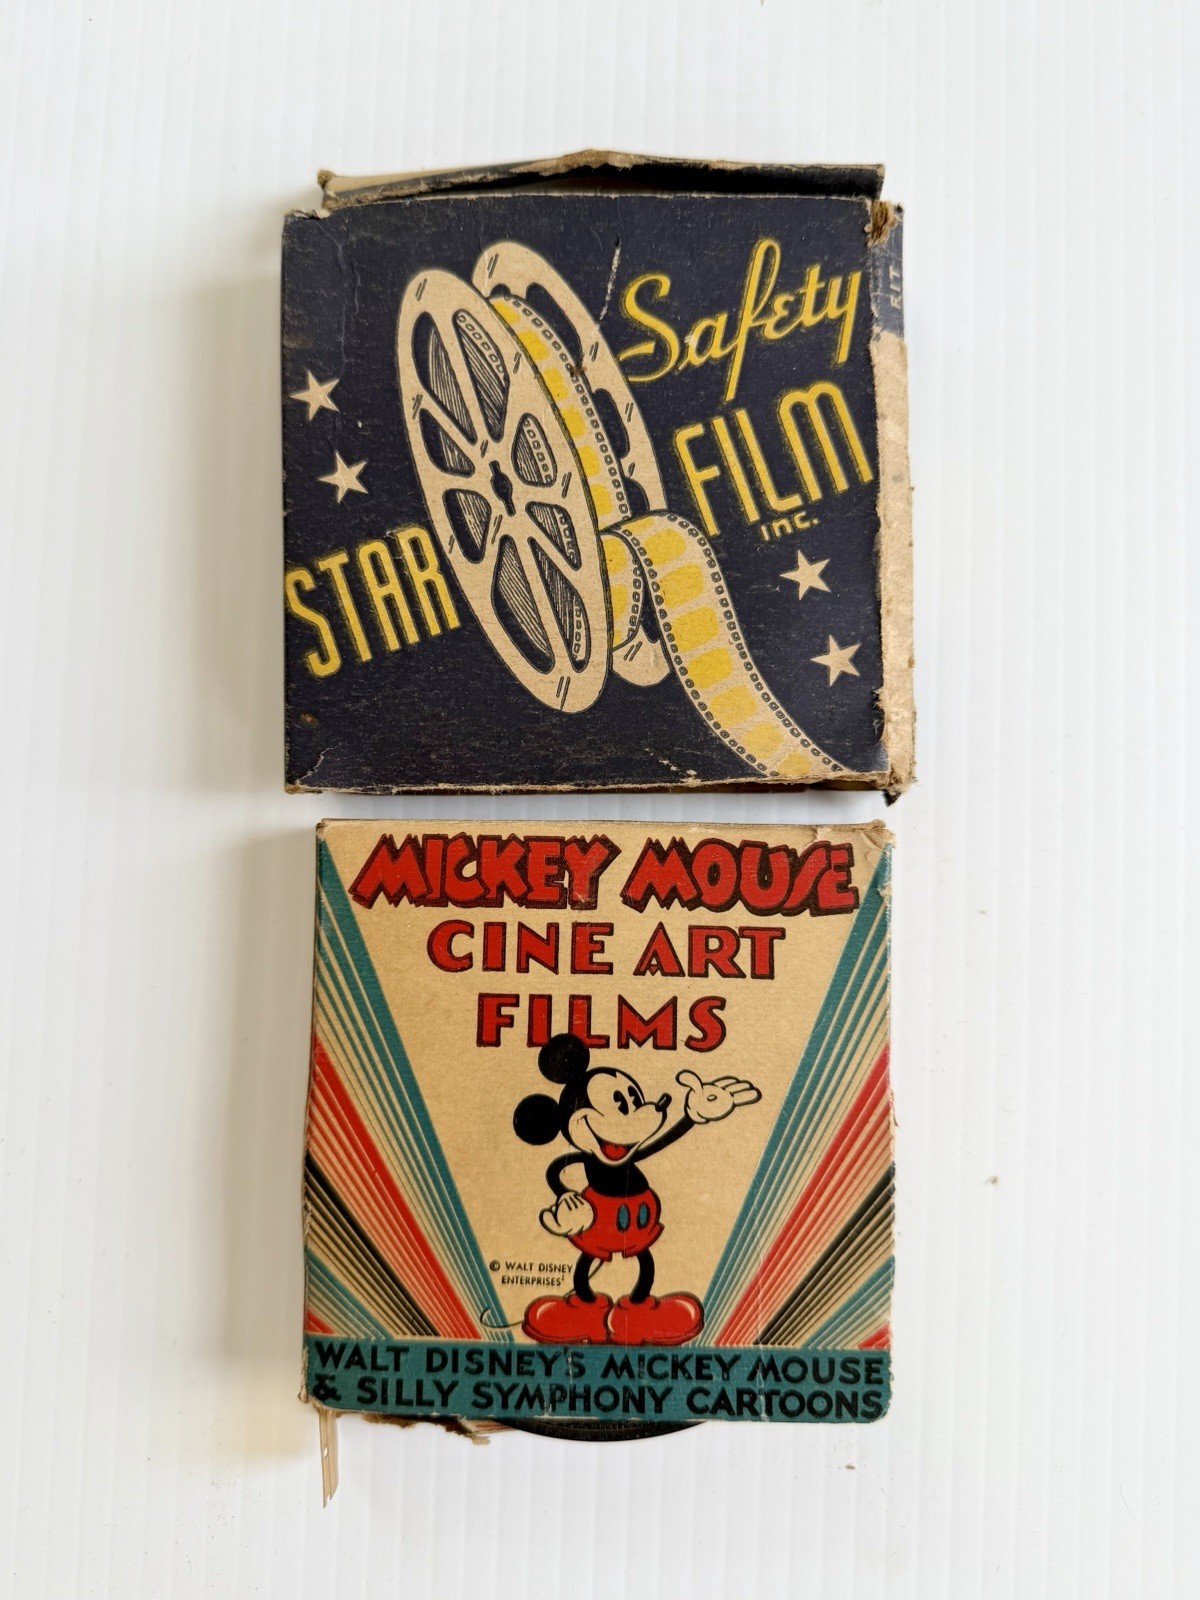 Safety
FILM
inc.
STAR
RIT
MICKEY MOUSE
CINE ART
FILMS
© WALT DISNEY
ENTERPRISES
WALT DISNEY'S MICKEY MOUSE
& SILLY SYMPHONY CARTOONS